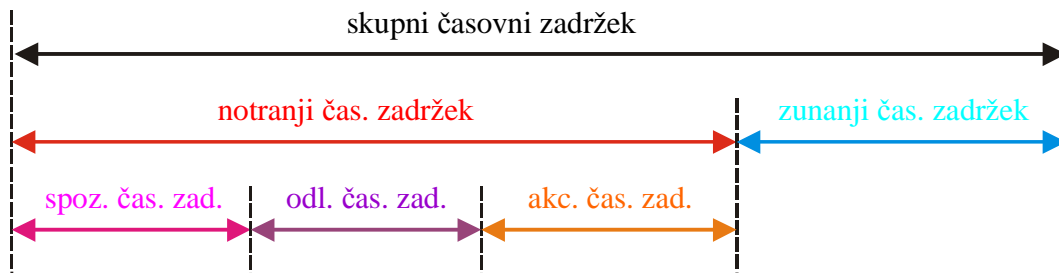 skupni časovni zadržek
notranji čas. zadržek
zunanji čas. zadržek
spoz. čas. zad.
odl. čas. zad.
akc. čas. zad.